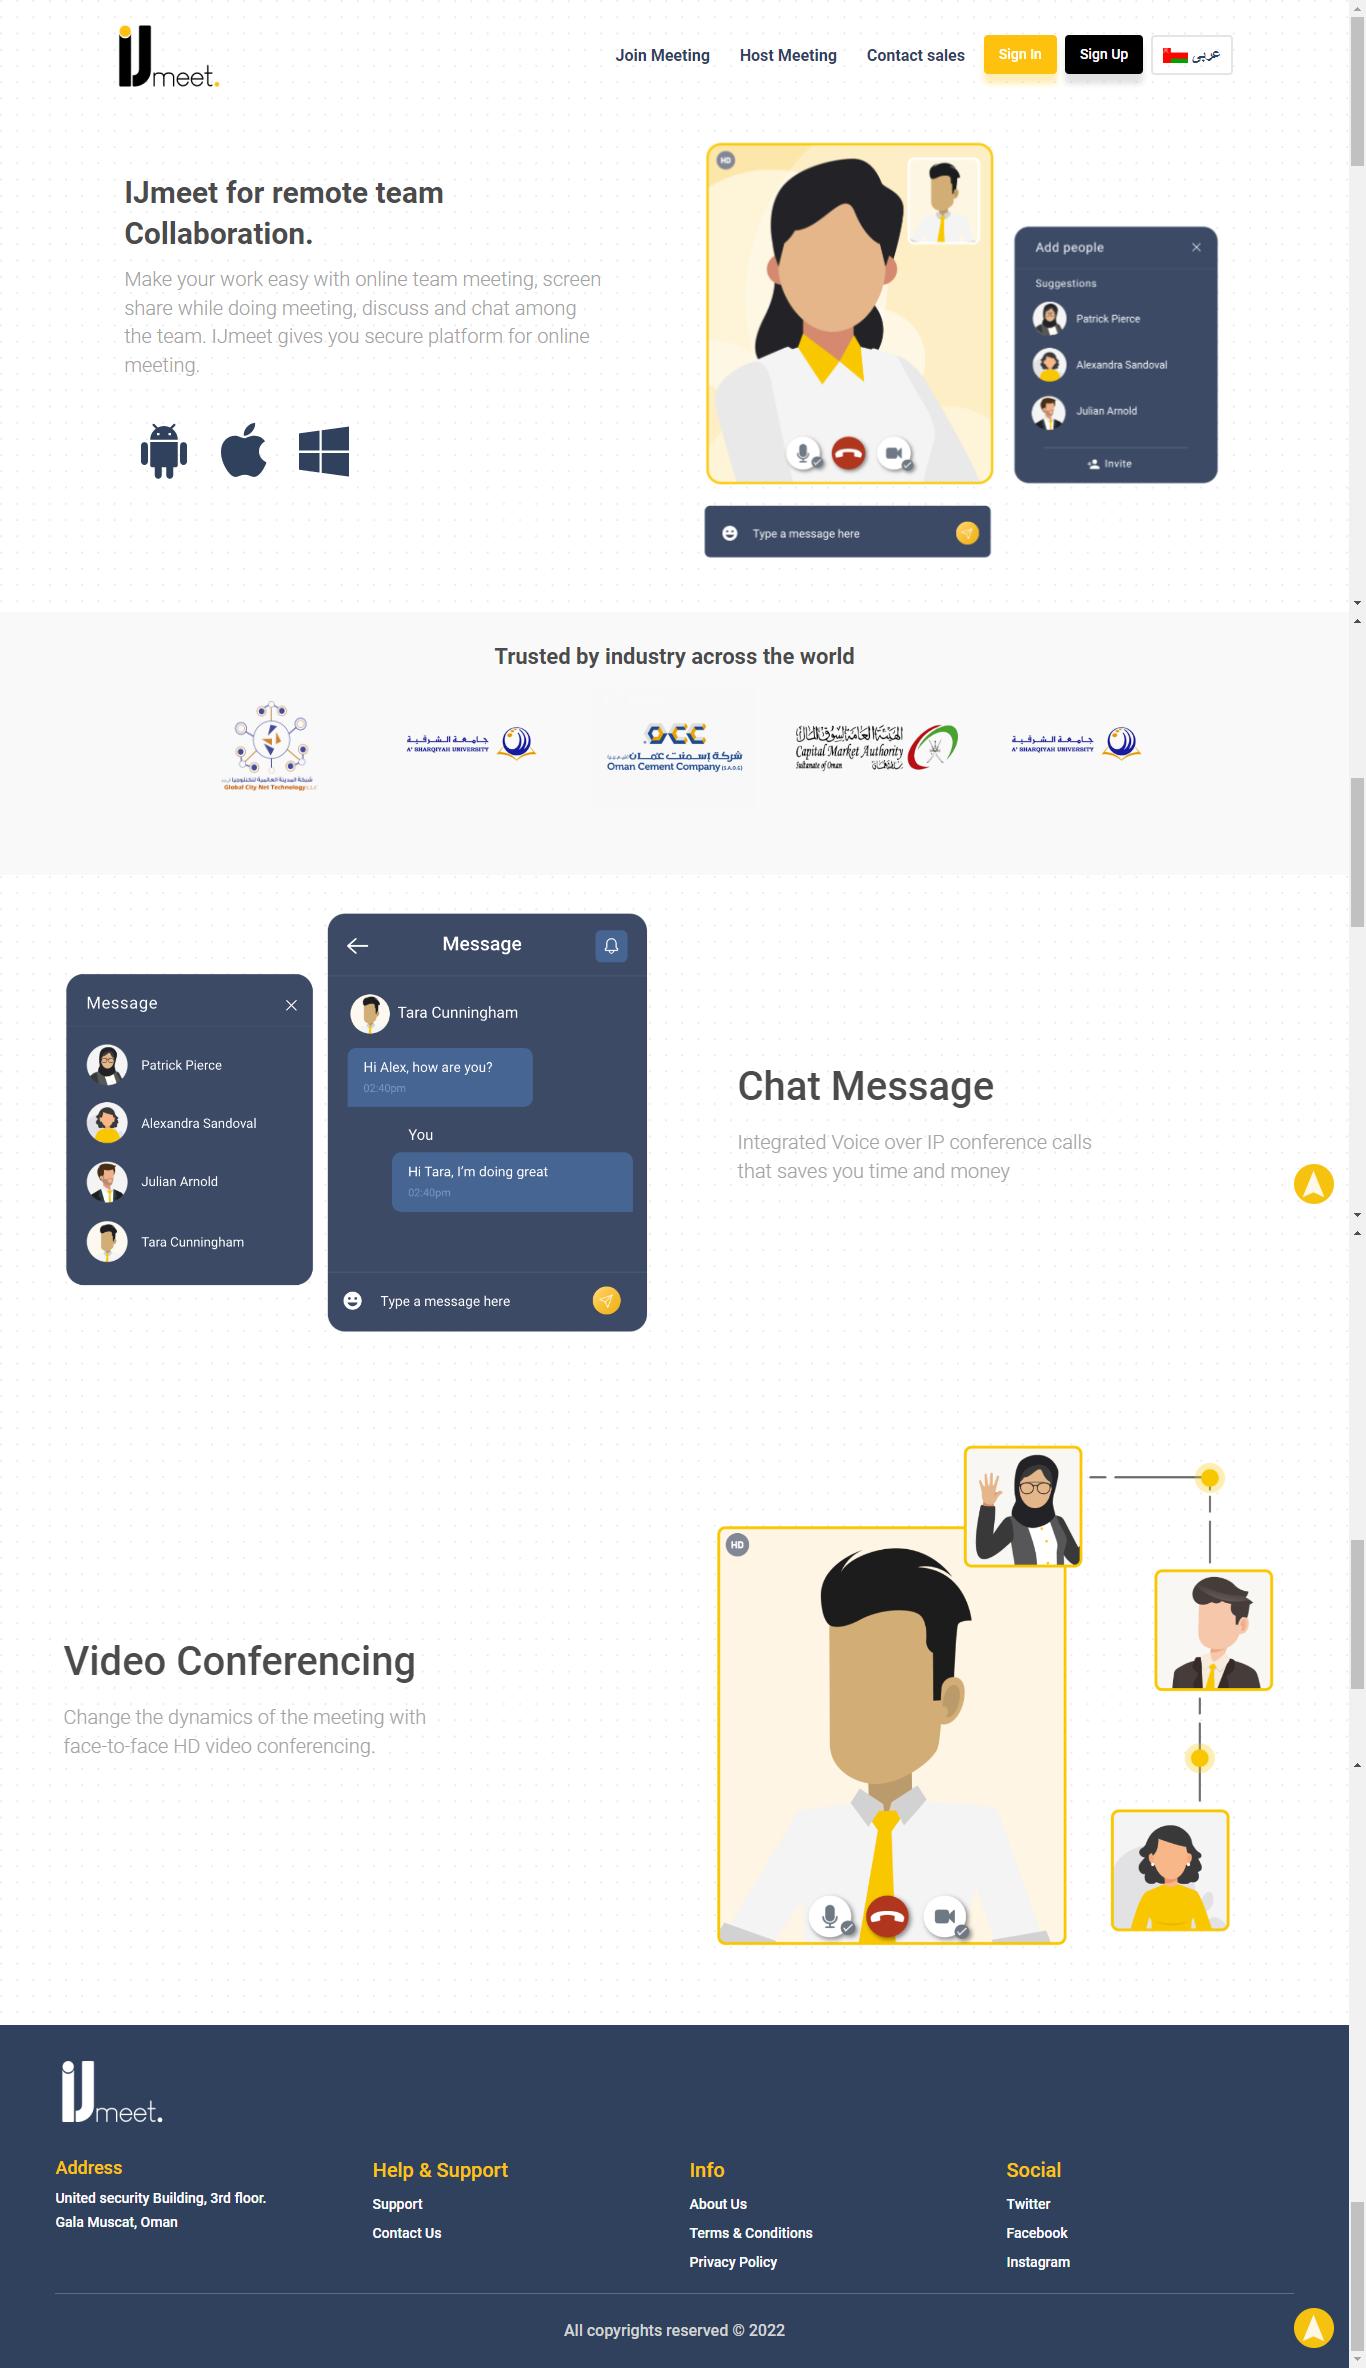 IJmeet.
Join Meeting
Host Meeting
Contact sales
Sign In
Sign Up
عربى
IJmeet for remote team
Collaboration.
Make your work easy with online team meeting, screen
share while doing meeting, discuss and chat among
the team. IJmeet gives you secure platform for online
meeting.
HD
Add people
Suggestions
Patrick Pierce
Alexandra Sandoval
Julian Arnold
Invite
Type a message here
Trusted by industry across the world
شبكة المدينة العالمية للتكنلوجيا
Global City Net Technology
جامعة الشرقية
A' SHARQIYAH UNIVERSITY
OCC
شركة إسمنت عمان
Oman Cement Company (S.A.O.G)
الهيئة العامة لسوق المال
Capital Market Authority
Sultanate of Oman
سلطنة عمان
جامعة الشرقية
A' SHARQIYAH UNIVERSITY
Message
Patrick Pierce
Alexandra Sandoval
Julian Arnold
Tara Cunningham
Message
Tara Cunningham
Hi Alex, how are you?
02:40pm
You
Hi Tara, I'm doing great
02:40pm
Type a message here
Chat Message
Integrated Voice over IP conference calls
that saves you time and money
Video Conferencing
Change the dynamics of the meeting with
face-to-face HD video conferencing.
HD
IJmeet.
Address
United security Building, 3rd floor.
Gala Muscat, Oman
Help & Support
Support
Contact Us
Info
About Us
Terms & Conditions
Privacy Policy
Social
Twitter
Facebook
Instagram
All copyrights reserved © 2022